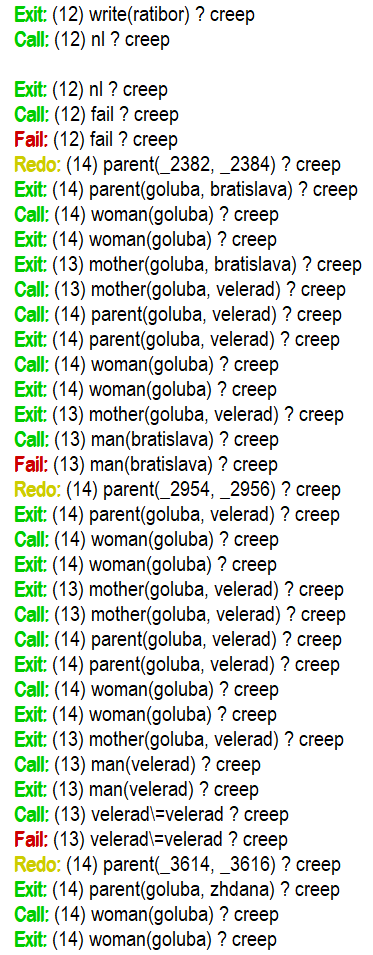 Exit: (12) write(ratibor) ? creep
Call: (12) nl ? creep

Exit: (12) nl ? creep
Call: (12) fail ? creep
Fail: (12) fail ? creep
Redo: (14) parent(_2382, _2384) ? creep
Exit: (14) parent(goluba, bratislava) ? creep
Call: (14) woman(goluba) ? creep
Exit: (14) woman(goluba) ? creep
Exit: (13) mother(goluba, bratislava) ? creep
Call: (13) mother(goluba, velerad) ? creep
Call: (14) parent(goluba, velerad) ? creep
Exit: (14) parent(goluba, velerad) ? creep
Call: (14) woman(goluba) ? creep
Exit: (14) woman(goluba) ? creep
Exit: (13) mother(goluba, velerad) ? creep
Call: (13) man(bratislava) ? creep
Fail: (13) man(bratislava) ? creep
Redo: (14) parent(_2954, _2956) ? creep
Exit: (14) parent(goluba, velerad) ? creep
Call: (14) woman(goluba) ? creep
Exit: (14) woman(goluba) ? creep
Exit: (13) mother(goluba, velerad) ? creep
Call: (13) mother(goluba, velerad) ? creep
Call: (14) parent(goluba, velerad) ? creep
Exit: (14) parent(goluba, velerad) ? creep
Call: (14) woman(goluba) ? creep
Exit: (14) woman(goluba) ? creep
Exit: (13) mother(goluba, velerad) ? creep
Call: (13) man(velerad) ? creep
Exit: (13) man(velerad) ? creep
Call: (13) velerad\=velerad ? creep
Fail: (13) velerad\=velerad ? creep
Redo: (14) parent(_3614, _3616) ? creep
Exit: (14) parent(goluba, zhdana) ? creep
Call: (14) woman(goluba) ? creep
Exit: (14) woman(goluba) ? creep